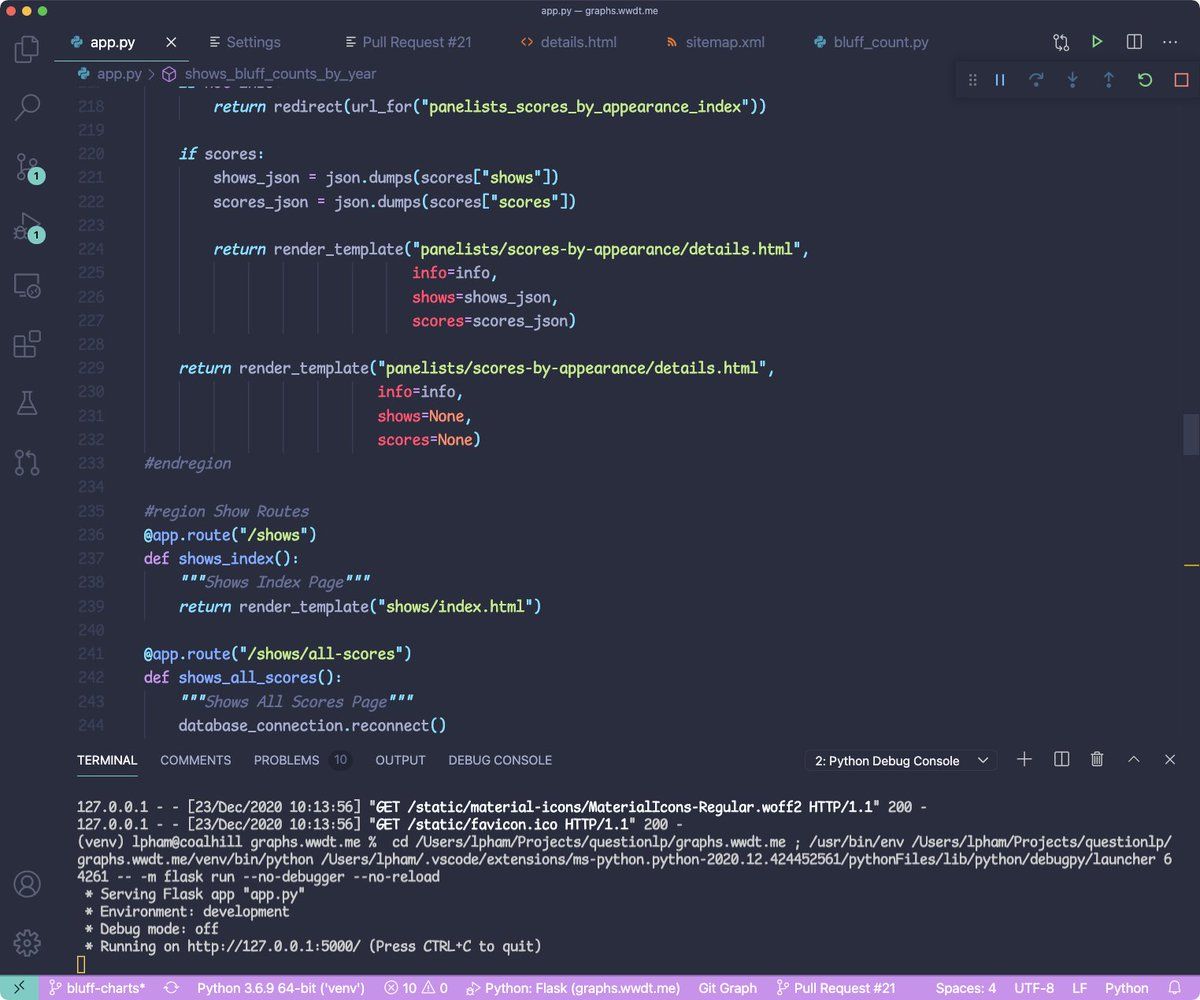 app.py — graphs.wwdt.me
app.py Settings Pull Request #21 details.html sitemap.xml bluff_count.py
app.py shows_bluff_counts_by_year
218 return redirect(url_for("panelists_scores_by_appearance_index"))
219
220 if scores:
221 shows_json = json.dumps(scores["shows"])
222 scores_json = json.dumps(scores["scores"])
223
224 return render_template("panelists/scores-by-appearance/details.html",
225 info=info,
226 shows=shows_json,
227 scores=scores_json)
228
229 return render_template("panelists/scores-by-appearance/details.html",
230 info=info,
231 shows=None,
232 scores=None)
233 #endregion
234
235 #region Show Routes
236 @app.route("/shows")
237 def shows_index():
238 """Shows Index Page"""
239 return render_template("shows/index.html")
240
241 @app.route("/shows/all-scores")
242 def shows_all_scores():
243 """Shows All Scores Page"""
244 database_connection.reconnect()
1
1
TERMINAL COMMENTS PROBLEMS 10 OUTPUT DEBUG CONSOLE 2: Python Debug Console
127.0.0.1 - - [23/Dec/2020 10:13:56] "GET /static/material-icons/MaterialIcons-Regular.woff2 HTTP/1.1" 200 -
127.0.0.1 - - [23/Dec/2020 10:13:56] "GET /static/favicon.ico HTTP/1.1" 200 -
(venv) lpham@coalhill graphs.wwdt.me % cd /Users/lpham/Projects/questionlp/graphs.wwdt.me ; /usr/bin/env /Users/lpham/Projects/questionlp/
graphs.wwdt.me/venv/bin/python /Users/lpham/.vscode/extensions/ms-python.python-2020.12.424452561/pythonFiles/lib/python/debugpy/launcher 6
4261 -- -m flask run --no-debugger --no-reload
* Serving Flask app "app.py"
* Environment: development
* Debug mode: off
* Running on http://127.0.0.1:5000/ (Press CTRL+C to quit)
bluff-charts* Python 3.6.9 64-bit ('venv') 10 0 Python: Flask (graphs.wwdt.me) Git Graph Pull Request #21 Spaces: 4 UTF-8 LF Python